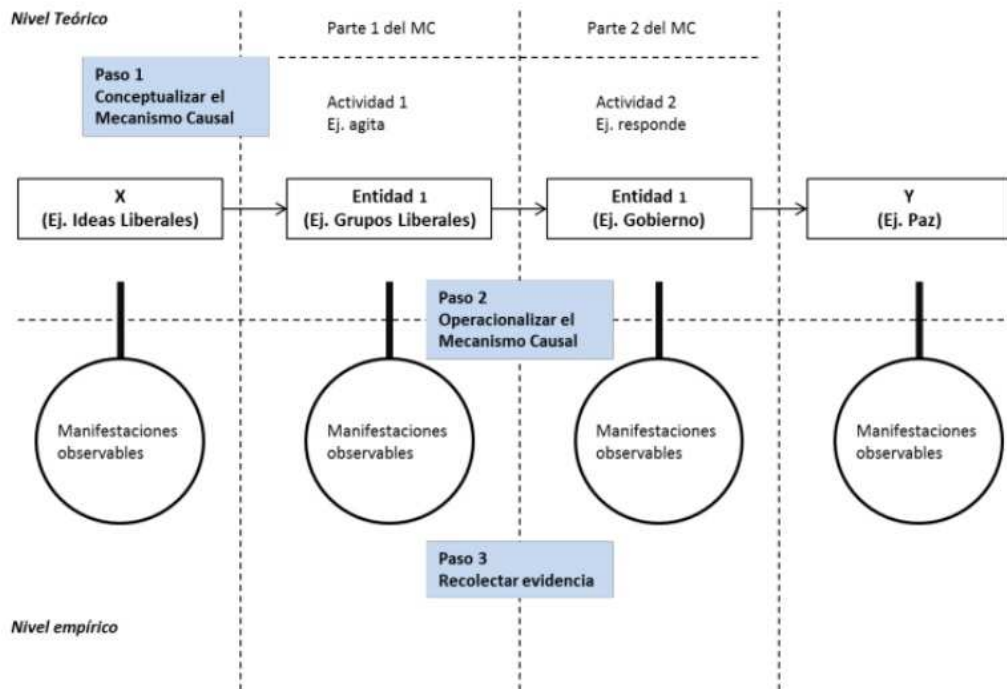 Nivel Teórico
Parte 1 del MC
Parte 2 del MC
Paso 1
Conceptualizar el
Mecanismo Causal
Actividad 1
Ej. agita
Actividad 2
Ej. responde
X
(Ej. Ideas Liberales)
Entidad 1
(Ej. Grupos Liberales)
Entidad 1
(Ej. Gobierno)
Y
(Ej. Paz)
Paso 2
Operacionalizar el
Mecanismo Causal
Manifestaciones
observables
Manifestaciones
observables
Manifestaciones
observables
Manifestaciones
observables
Paso 3
Recolectar evidencia
Nivel empírico